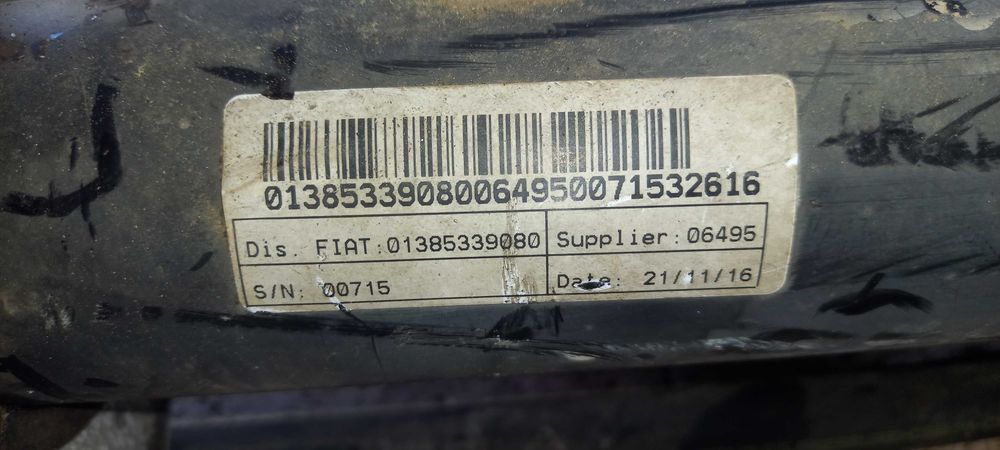 01385339080064950071532616
Dis. FIAT:01385339080 Supplier:06495
S/N: 00715 Date: 21/11/16